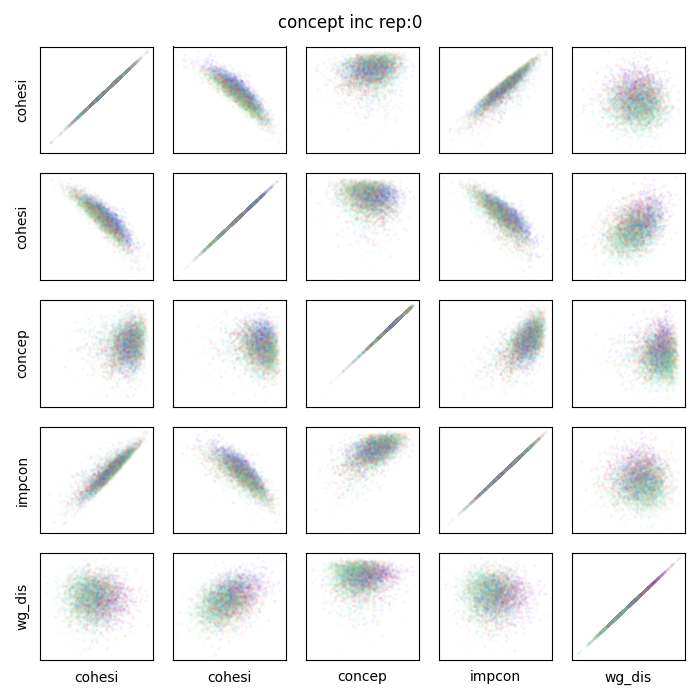 concept inc rep:0
cohesi
cohesi
concep
impcon
wg_dis
cohesi
cohesi
concep
impcon
wg_dis